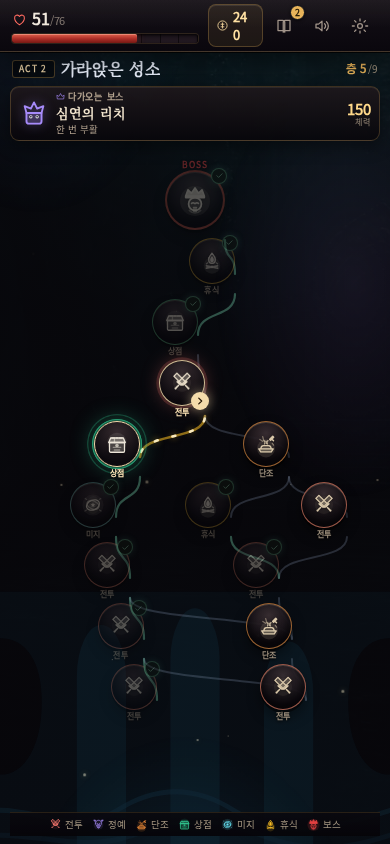 51/76
24
0
2
ACT 2 가라앉은 성소
층 5/9
다가오는 보스
심연의 리치
한 번 부활
150
체력
BOSS
휴식
상점
전투
상점
단조
미지
휴식
전투
전투
전투
전투
단조
전투
전투
전투 정예 단조 상점 미지 휴식 보스